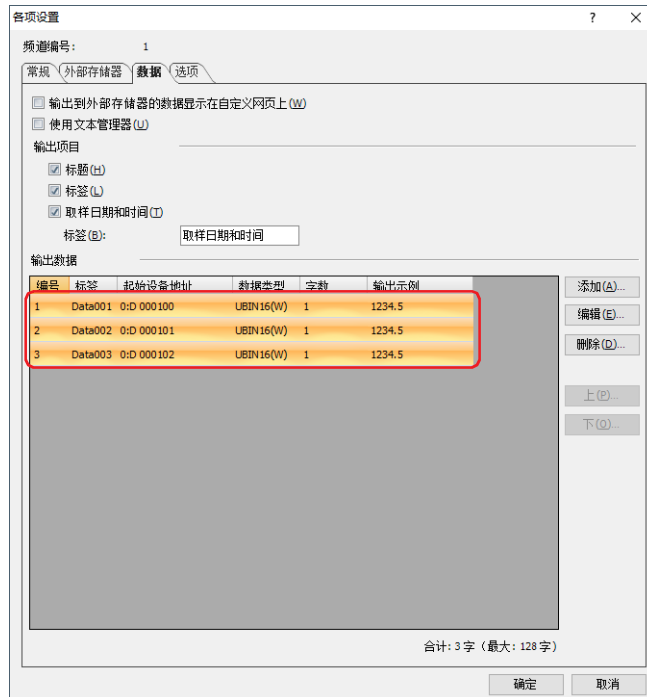 各项设置 ? ×
频道编号: 1
常规 外部存储器 数据 选项
输出到外部存储器的数据显示在自定义网页上(W)
使用文本管理器(U)
输出项目
标题(H)
标签(L)
取样日期和时间(T)
标签(B): 取样日期和时间
输出数据
编号 标签 起始设备地址 数据类型 字数 输出示例
1 Data001 0:D 000100 UBIN16(W) 1 1234.5
2 Data002 0:D 000101 UBIN16(W) 1 1234.5
3 Data003 0:D 000102 UBIN16(W) 1 1234.5
添加(A)...
编辑(E)...
删除(D)...
上(P)...
下(O)...
合计: 3 字（最大: 128 字）
确定 取消